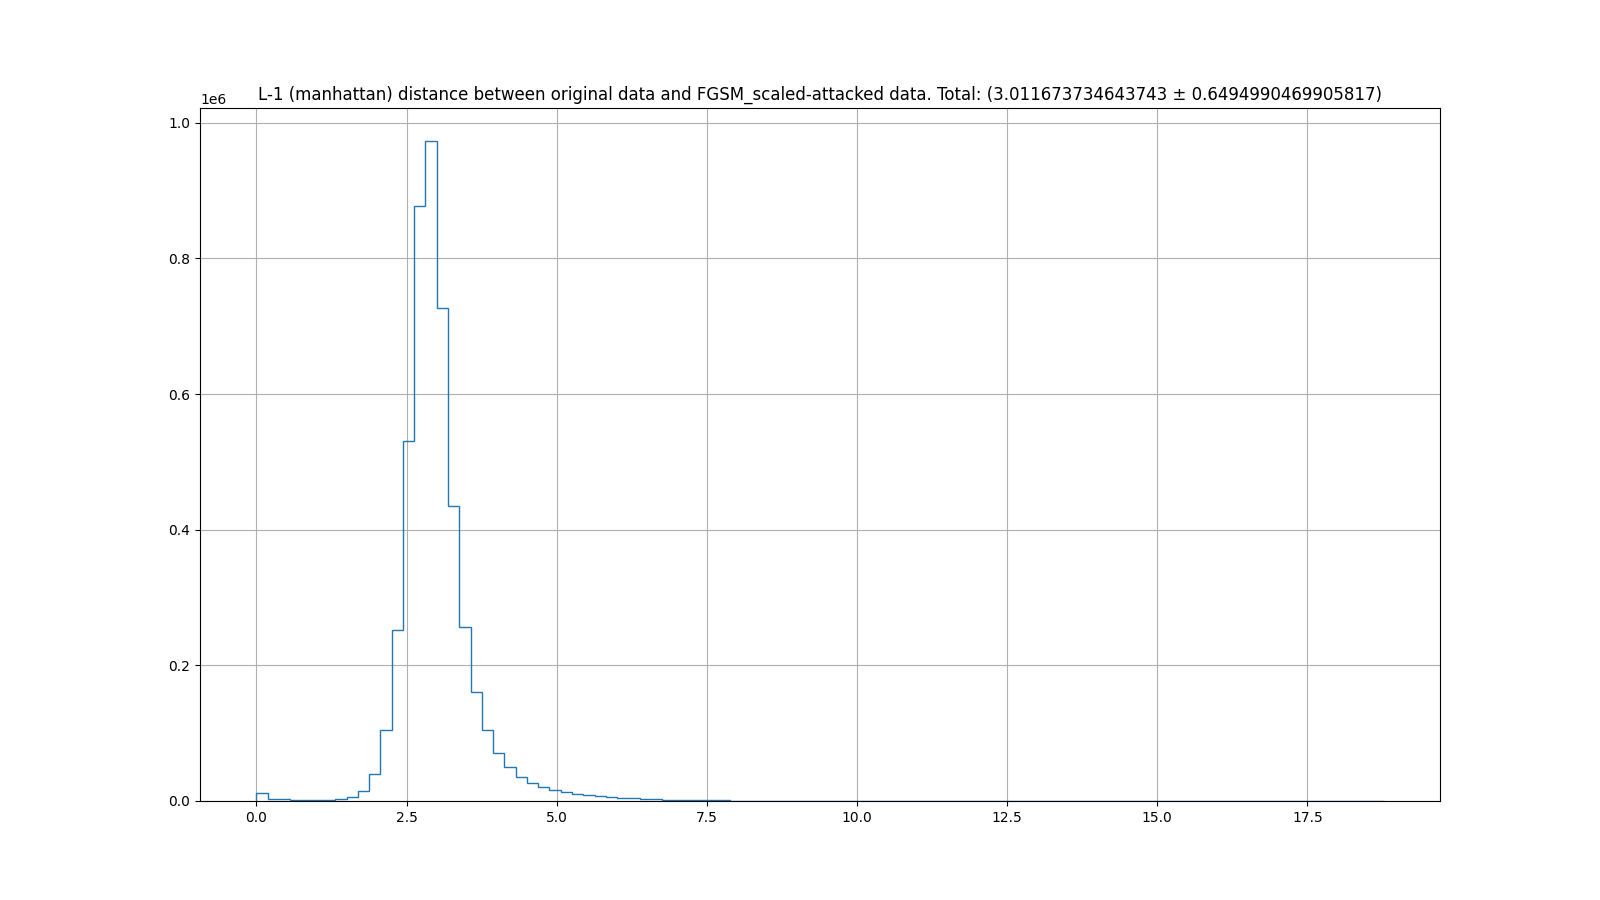 L-1 (manhattan) distance between original data and FGSM_scaled-attacked data. Total: (3.011673734643743 ± 0.6494990469905817)
1e6
1.0
0.8
0.6
0.4
0.2
0.0
0.0 2.5 5.0 7.5 10.0 12.5 15.0 17.5